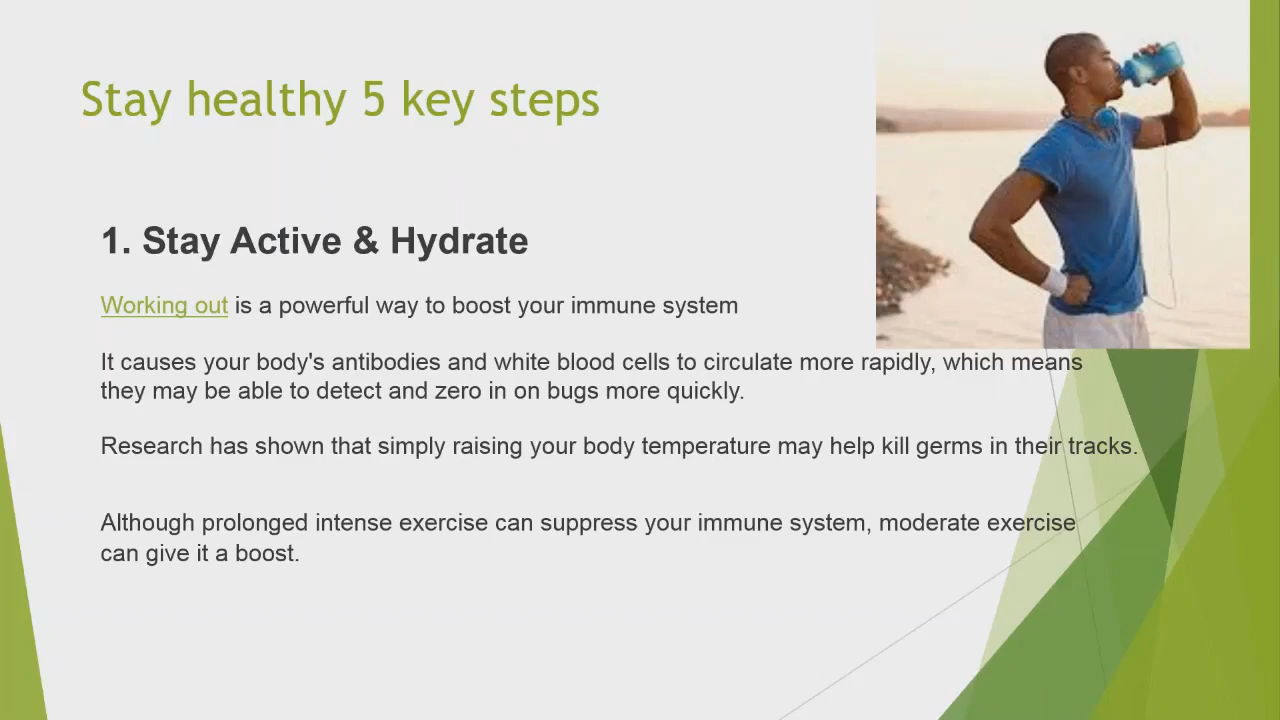 Stay healthy 5 key steps
1. Stay Active & Hydrate
Working out is a powerful way to boost your immune system
It causes your body's antibodies and white blood cells to circulate more rapidly, which means
they may be able to detect and zero in on bugs more quickly.
Research has shown that simply raising your body temperature may help kill germs in their tracks.
Although prolonged intense exercise can suppress your immune system, moderate exercise
can give it a boost.